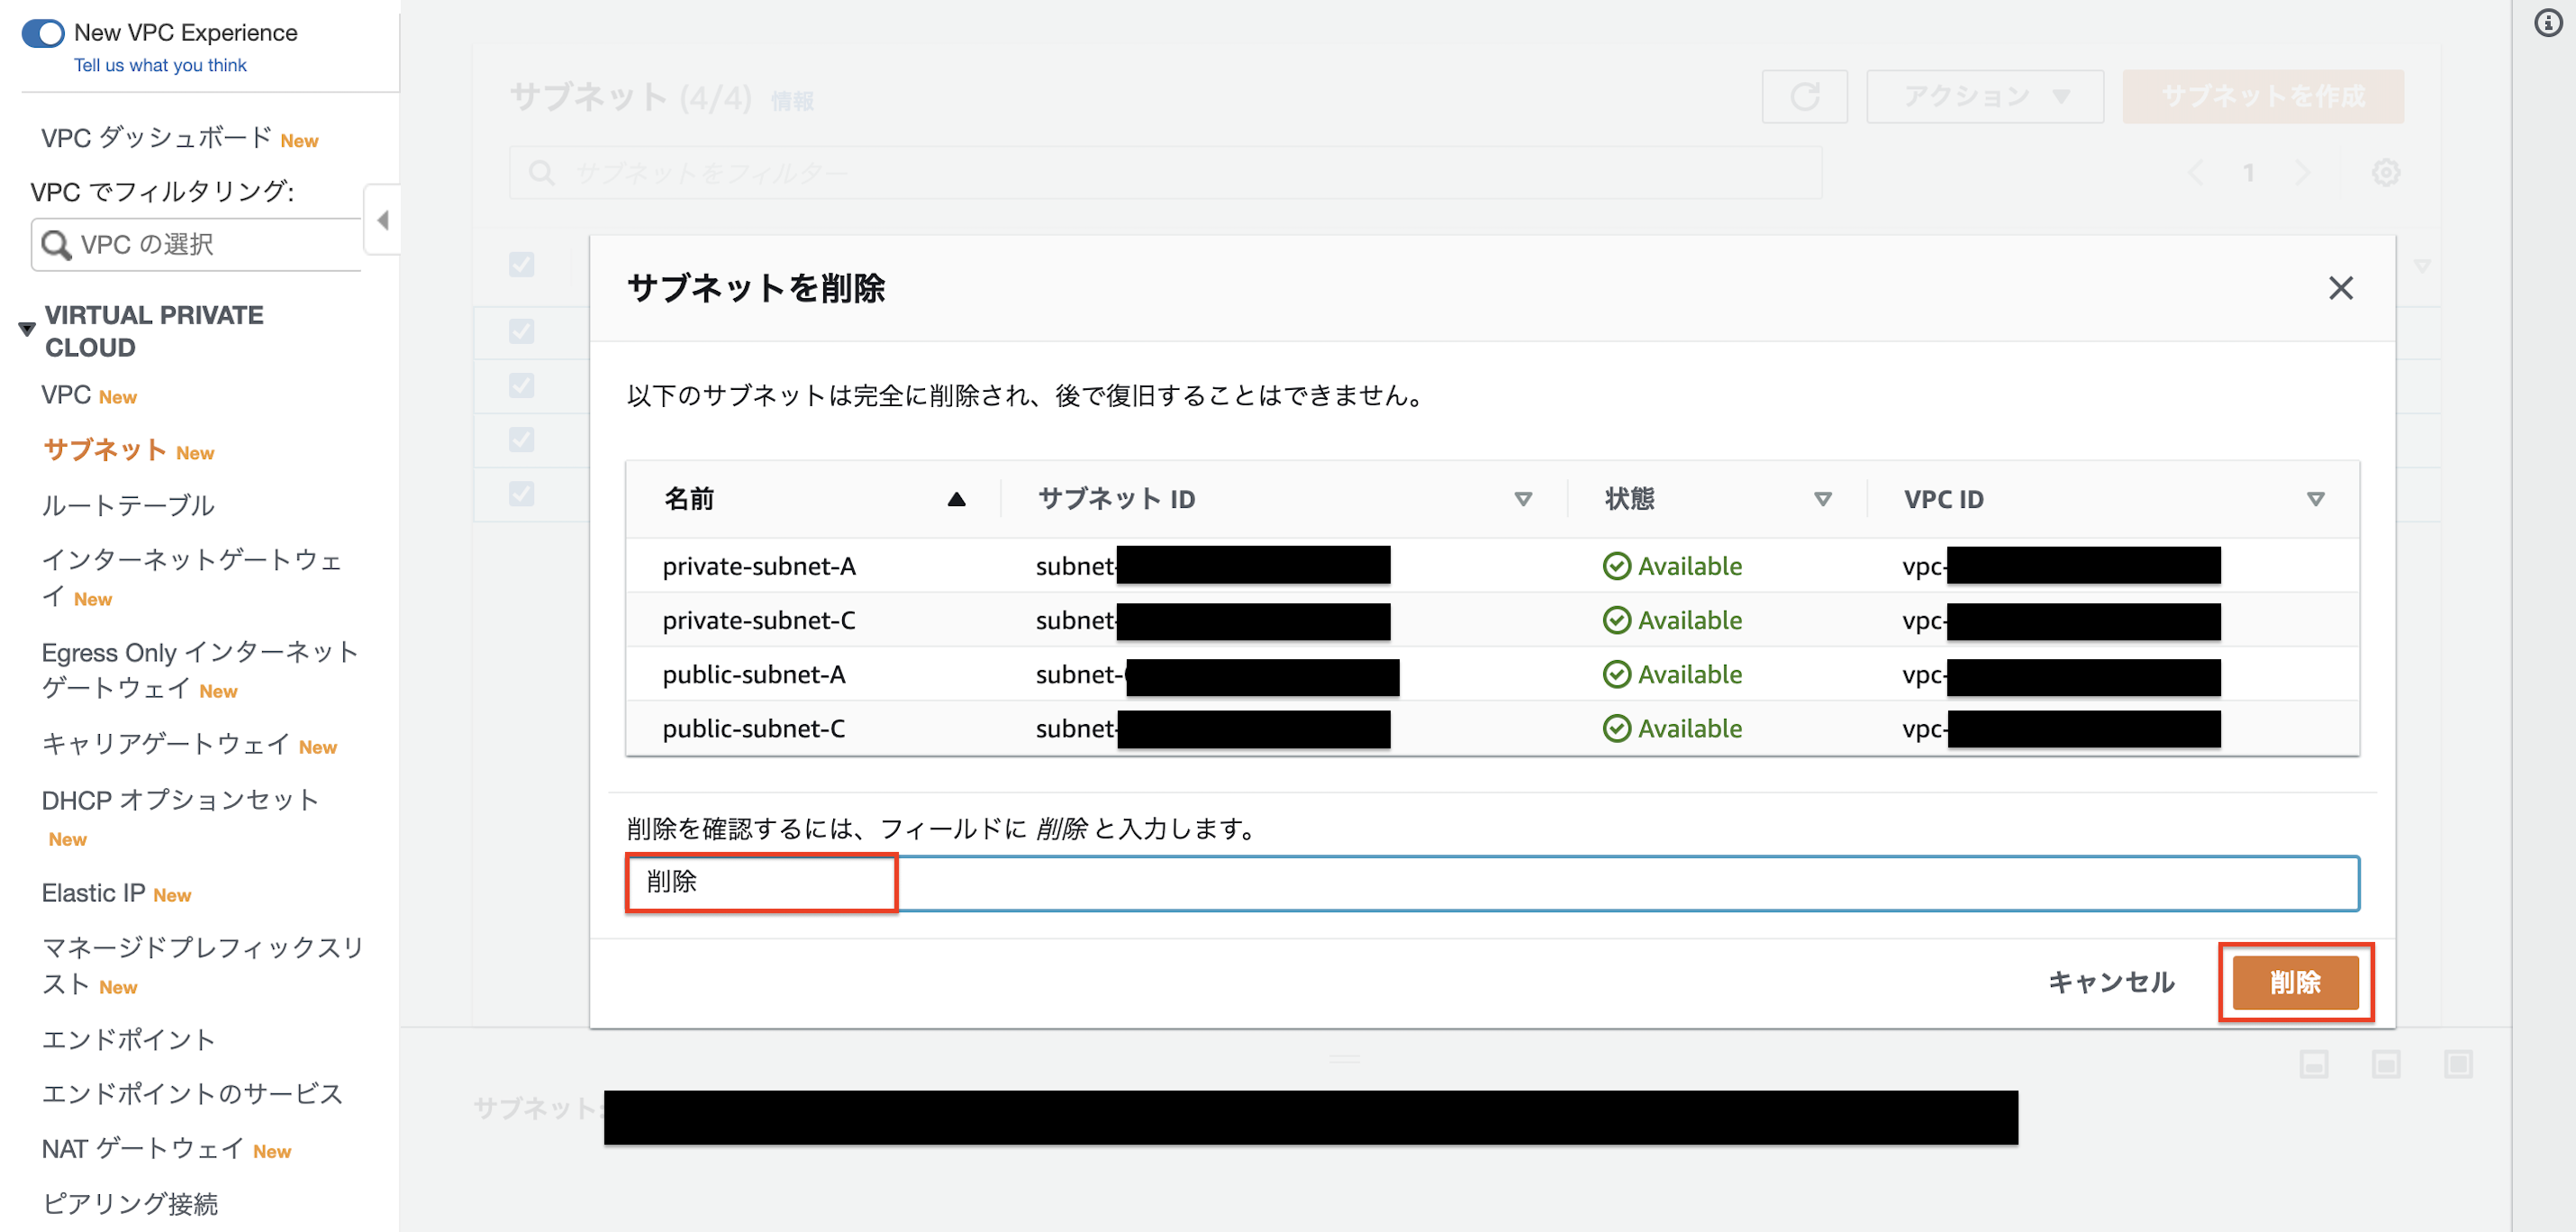 New VPC Experience
Tell us what you think
VPC ダッシュボード New
VPC でフィルタリング:
VPC の選択
VIRTUAL PRIVATE
CLOUD
VPC New
サブネット New
ルートテーブル
インターネットゲートウェ
イ New
Egress Only インターネット
ゲートウェイ New
キャリアゲートウェイ New
DHCP オプションセット
New
Elastic IP New
マネージドプレフィックスリ
スト New
エンドポイント
エンドポイントのサービス
NAT ゲートウェイ New
ピアリング接続
サブネット (4/4) 情報
アクション
サブネットを作成
サブネットをフィルター
1
サブネットを削除
以下のサブネットは完全に削除され、後で復旧することはできません。
名前 サブネット ID 状態 VPC ID
private-subnet-A subnet- Available vpc-
private-subnet-C subnet- Available vpc-
public-subnet-A subnet- Available vpc-
public-subnet-C subnet- Available vpc-
削除を確認するには、フィールドに 削除 と入力します。
削除
キャンセル 削除
サブネット: